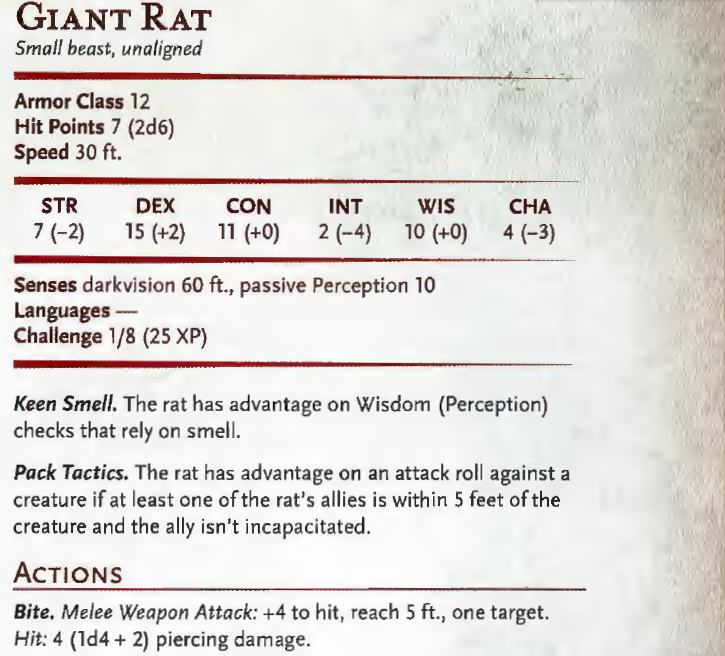 GIANT RAT
Small beast, unaligned
Armor Class 12
Hit Points 7 (2d6)
Speed 30 ft.
STR DEX CON INT WIS CHA
7 (−2) 15 (+2) 11 (+0) 2 (−4) 10 (+0) 4 (−3)
Senses darkvision 60 ft., passive Perception 10
Languages —
Challenge 1/8 (25 XP)
Keen Smell. The rat has advantage on Wisdom (Perception)
checks that rely on smell.
Pack Tactics. The rat has advantage on an attack roll against a
creature if at least one of the rat's allies is within 5 feet of the
creature and the ally isn't incapacitated.
ACTIONS
Bite. Melee Weapon Attack: +4 to hit, reach 5 ft., one target.
Hit: 4 (1d4 + 2) piercing damage.